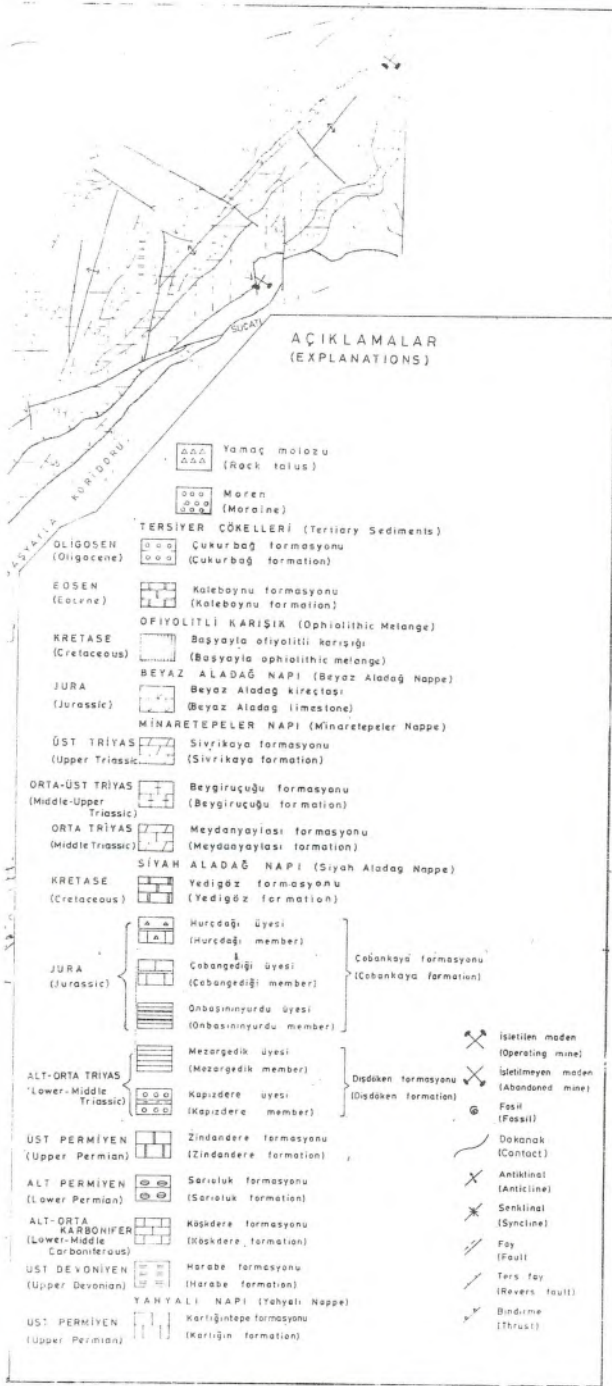 SUÇATI
BAŞYAYLA KORİDORU
AÇIKLAMALAR
(EXPLANATIONS)
Yamaç molozu
(Rock talus)
Moren
(Moraine)
TERSİYER ÇÖKELLERİ (Tertiary Sediments)
OLİGOSEN
(Oligocene)
Çukurbağ formasyonu
(Çukurbağ formation)
EOSEN
(Eocene)
Kaleboynu formasyonu
(Kaleboynu formation)
OFİYOLİTLİ KARIŞIK (Ophiolithic Melange)
KRETASE
(Cretaceous)
Başyayla ofiyolitli karışığı
(Başyayla ophiolithic melange)
BEYAZ ALADAĞ NAPI (Beyaz Aladağ Nappe)
JURA
(Jurassic)
Beyaz Aladağ kireçtaşı
(Beyaz Aladag limestone)
MİNARETEPELER NAPI (Minaretepeler Nappe)
ÜST TRİYAS
(Upper Triassic
Sivrikaya formasyonu
(Sivrikaya formation)
ORTA-ÜST TRİYAS
(Middle-Upper
Triassic)
Beygiruçuğu formasyonu
(Beygiruçuğu formation)
ORTA TRİYAS
(Middle Triassic)
Meydanyaylası formasyonu
(Meydanyaylası formation)
SİYAH ALADAĞ NAPI (Siyah Aladag Nappe)
KRETASE
(Cretaceous)
Yedigöz formasyonu
(Yedigöz formation)
JURA
(Jurassic)
Hurçdağı üyesi
(Hurçdağı member)
Çobangediği üyesi
(Çobangediği member)
Onbaşınınyurdu üyesi
(Onbaşınınyurdu member)
Çobankaya formasyonu
(Çobankaya formation)
ALT-ORTA TRİYAS
(Lower-Middle
Triassic)
Mezargedik üyesi
(Mezargedik member)
Kapızdere üyesi
(Kapızdere member)
Dişdöken formasyonu
(Disdöken formation)
ÜST PERMİYEN
(Upper Permian)
Zindandere formasyonu
(Zindandere formation)
ALT PERMİYEN
(Lower Permian)
Sarıoluk formasyonu
(Sarıoluk formation)
ALT-ORTA
KARBONİFER
(Lower-Middle
Carboniferous)
Köşkdere formasyonu
(Köşkdere formation)
ÜST DEVONİYEN
(Upper Devonian)
Harabe formasyonu
(Harabe formation)
YAHYALI NAPI (Yahyalı Nappe)
ÜST PERMİYEN
(Upper Permian)
Karlığıntepe formasyonu
(Karlığın formation)
İşletilen maden
(Operating mine)
İşletilmeyen maden
(Abandoned mine)
Fosil
(Fossil)
Dokanak
(Contact)
Antiklinal
(Anticline)
Senklinal
(Syncline)
Fay
(Fault
Ters fay
(Revers fault)
Bindirme
(Thrust)